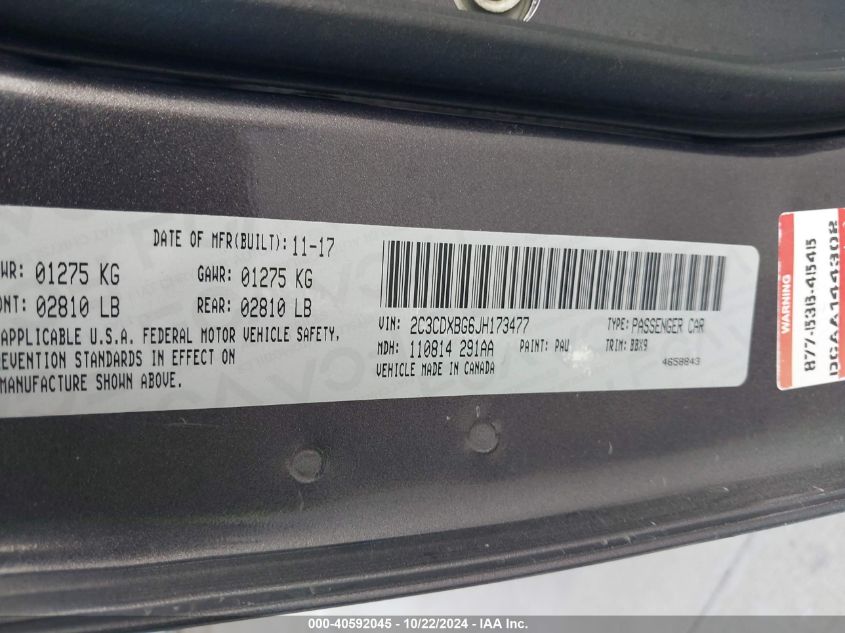 DATE OF MFR(BUILT): 11-17
WR: 01275 KG GAWR: 01275 KG
ONT: 02810 LB REAR: 02810 LB
APPLICABLE U.S.A. FEDERAL MOTOR VEHICLE SAFETY,
EVENTION STANDARDS IN EFFECT ON
MANUFACTURE SHOWN ABOVE.
VIN: 2C3CDXBG6JH173477 TYPE: PASSENGER CAR
MDH: 110814 291AA PAINT: PAU TRIM: BBX9
VEHICLE MADE IN CANADA 4658843
WARNING
000-40592045 - 10/22/2024 - IAA Inc.